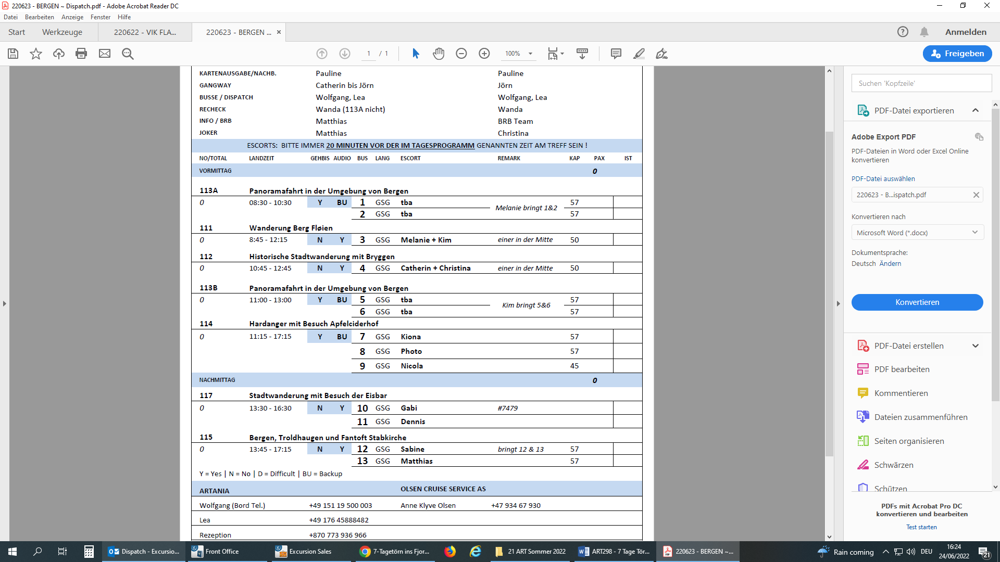 220623 - BERGEN ~ Dispatch.pdf - Adobe Acrobat Reader DC
Datei Bearbeiten Anzeige Fenster Hilfe
Start Werkzeuge 220622 - VIK FLA... 220623 - BERGEN ... × Anmelden
1 / 1 100% Freigeben
KARTENAUSGABE/NACHB. Pauline Pauline
GANGWAY Catherin bis Jörn Jörn
BUSSE / DISPATCH Wolfgang, Lea Wolfgang, Lea
RECHECK Wanda (113A nicht) Wanda
INFO / BRB Matthias BRB Team
JOKER Matthias Christina
ESCORTS: BITTE IMMER 20 MINUTEN VOR DER IM TAGESPROGRAMM GENANNTEN ZEIT AM TREFF SEIN !
NO/TOTAL LANDZEIT GEHBIS AUDIO BUS LANG ESCORT REMARK KAP PAX IST
VORMITTAG 0
113A Panoramafahrt in der Umgebung von Bergen
0 08:30 - 10:30 Y BU 1 GSG tba Melanie bringt 1&2 57
2 GSG tba 57
111 Wanderung Berg Fløien
0 8:45 - 12:15 N Y 3 GSG Melanie + Kim einer in der Mitte 50
112 Historische Stadtwanderung mit Bryggen
0 10:45 - 12:45 N Y 4 GSG Catherin + Christina einer in der Mitte 50
113B Panoramafahrt in der Umgebung von Bergen
0 11:00 - 13:00 Y BU 5 GSG tba Kim bringt 5&6 57
6 GSG tba 57
114 Hardanger mit Besuch Apfelciderhof
0 11:15 - 17:15 Y BU 7 GSG Kiona 57
8 GSG Photo 57
9 GSG Nicola 45
NACHMITTAG 0
117 Stadtwanderung mit Besuch der Eisbar
0 13:30 - 16:30 N Y 10 GSG Gabi #7479
11 GSG Dennis
115 Bergen, Troldhaugen und Fantoft Stabkirche
0 13:45 - 17:15 N Y 12 GSG Sabine bringt 12 & 13 57
13 GSG Matthias 57
Y = Yes | N = No | D = Difficult | BU = Backup
ARTANIA OLSEN CRUISE SERVICE AS
Wolfgang (Bord Tel.) +49 151 19 500 003 Anne Klyve Olsen +47 934 67 930
Lea +49 176 45888482
Rezeption +870 773 936 966
Suchen 'Kopfzeile'
PDF-Datei exportieren
Adobe Export PDF
PDF-Dateien in Word oder Excel Online
konvertieren
PDF-Datei auswählen
220623 - B...ispatch.pdf
Konvertieren nach
Microsoft Word (*.docx)
Dokumentsprache:
Deutsch Ändern
Konvertieren
PDF-Datei erstellen
PDF bearbeiten
Kommentieren
Dateien zusammenführen
Seiten organisieren
Schwärzen
Schützen
PDFs mit Acrobat Pro DC
konvertieren und bearbeiten
Test starten
Dispatch - Excursio... Front Office Excursion Sales 7-Tagetörn ins Fjor... 21 ART Sommer 2022 ART298 - 7 Tage Tör... 220623 - BERGEN ~... Rain coming DEU 16:24
24/06/2022 21